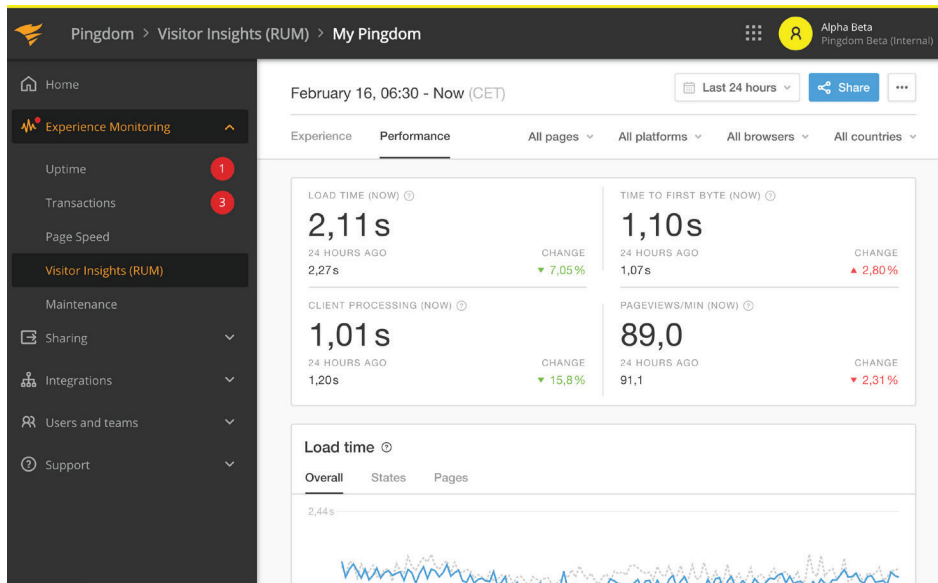 Pingdom > Visitor Insights (RUM) > My Pingdom
Alpha Beta
Pingdom Beta (Internal)
Home
Experience Monitoring
Uptime 1
Transactions 3
Page Speed
Visitor Insights (RUM)
Maintenance
Sharing
Integrations
Users and teams
Support
February 16, 06:30 - Now (CET)
Last 24 hours
Share
Experience Performance All pages All platforms All browsers All countries
LOAD TIME (NOW)
2,11s
24 HOURS AGO CHANGE
2,27s ▼ 7,05%
TIME TO FIRST BYTE (NOW)
1,10s
24 HOURS AGO CHANGE
1,07s ▲ 2,80%
CLIENT PROCESSING (NOW)
1,01s
24 HOURS AGO CHANGE
1,20s ▼ 15,8%
PAGEVIEWS/MIN (NOW)
89,0
24 HOURS AGO CHANGE
91,1 ▼ 2,31%
Load time
Overall States Pages
2,44s